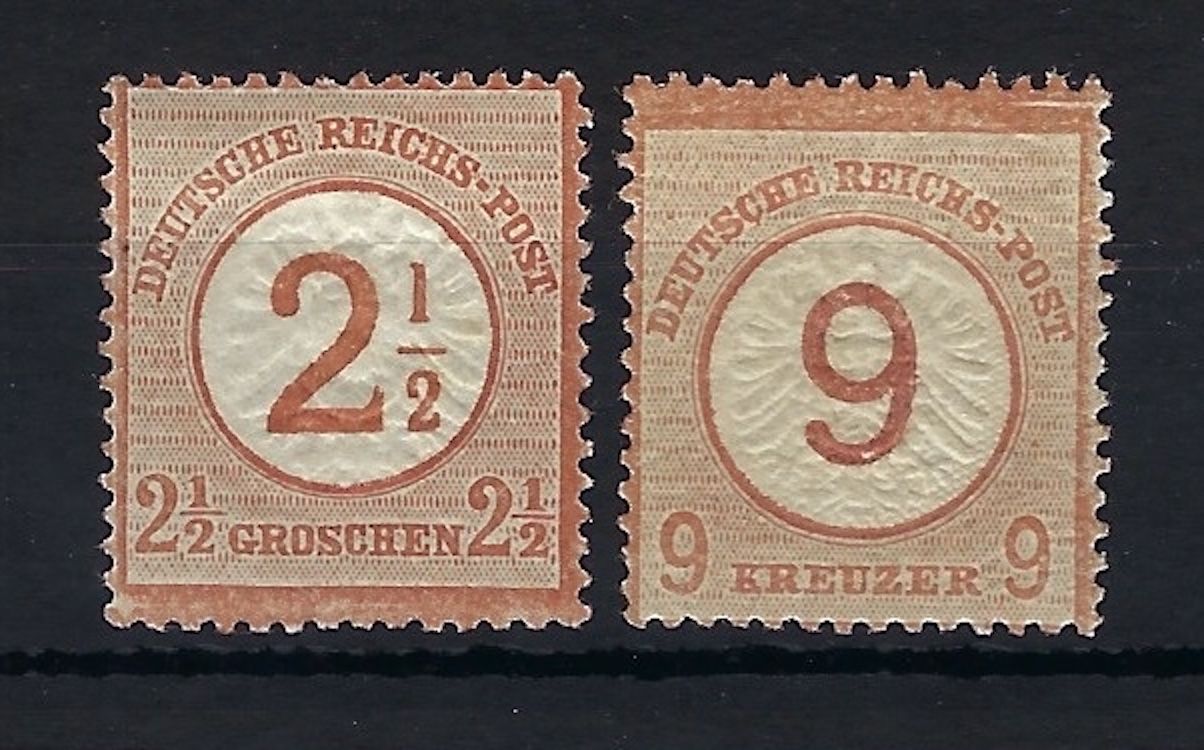 DEUTSCHE REICHS-POST
2 1/2
2 1/2 GROSCHEN 2 1/2
DEUTSCHE REICHS-POST
9
9 KREUZER 9